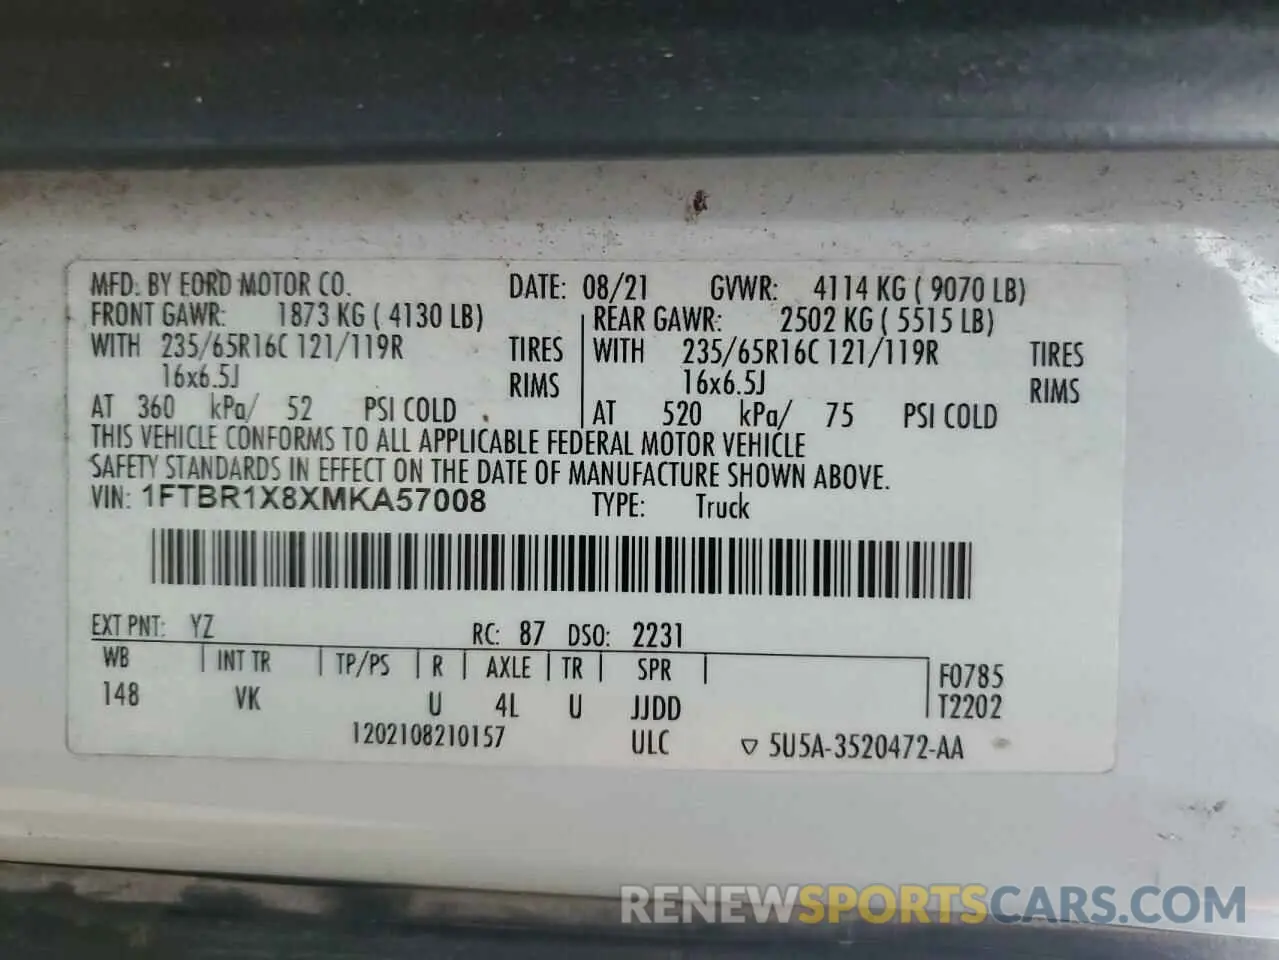 MFD. BY FORD MOTOR CO. DATE: 08/21 GVWR: 4114 KG ( 9070 LB)
FRONT GAWR: 1873 KG ( 4130 LB) REAR GAWR: 2502 KG ( 5515 LB)
WITH 235/65R16C 121/119R TIRES WITH 235/65R16C 121/119R TIRES
16x6.5J RIMS 16x6.5J RIMS
AT 360 kPa/ 52 PSI COLD AT 520 kPa/ 75 PSI COLD
THIS VEHICLE CONFORMS TO ALL APPLICABLE FEDERAL MOTOR VEHICLE
SAFETY STANDARDS IN EFFECT ON THE DATE OF MANUFACTURE SHOWN ABOVE.
VIN: 1FTBR1X8XMKA57008 TYPE: Truck
EXT PNT: YZ RC: 87 DSO: 2231
WB INT TR TP/PS R AXLE TR SPR F0785
148 VK U 4L U JJDD T2202
1202108210157 ULC ▽ 5U5A-3520472-AA
RENEWSPORTSCARS.COM